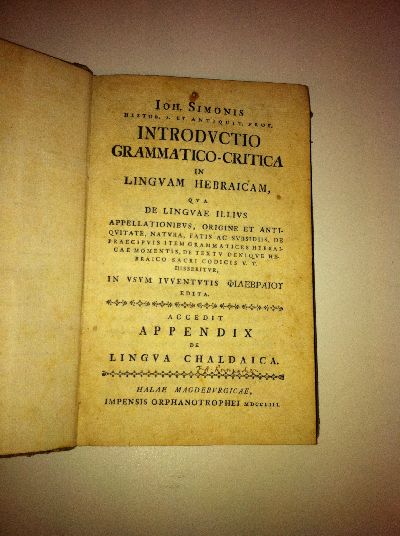 IOH. SIMONIS
HISTOR. S. ET ANTIQVIT. PROF.
INTRODVCTIO
GRAMMATICO-CRITICA
IN
LINGVAM HEBRAICAM,
QVA
DE LINGVAE ILLIVS
APPELLATIONIBVS, ORIGINE ET ANTI-
QVITATE, NATVRA, FATIS AC SVBSIDIIS, DE
PRAECIPVIS ITEM GRAMMATICES HEBRAI-
CAE MOMENTIS, DE TEXTV DENIQVE HE-
BRAICO SACRI CODICIS V. T.
DISSERITVR,
IN VSVM IVVENTVTIS ΦΙΛΕΒΡΑΙΟΥ
EDITA.
ACCEDIT
APPENDIX
DE
LINGVA CHALDAICA.
HALAE MAGDEBVRGICAE,
IMPENSIS ORPHANOTROPHEI MDCCLIII.